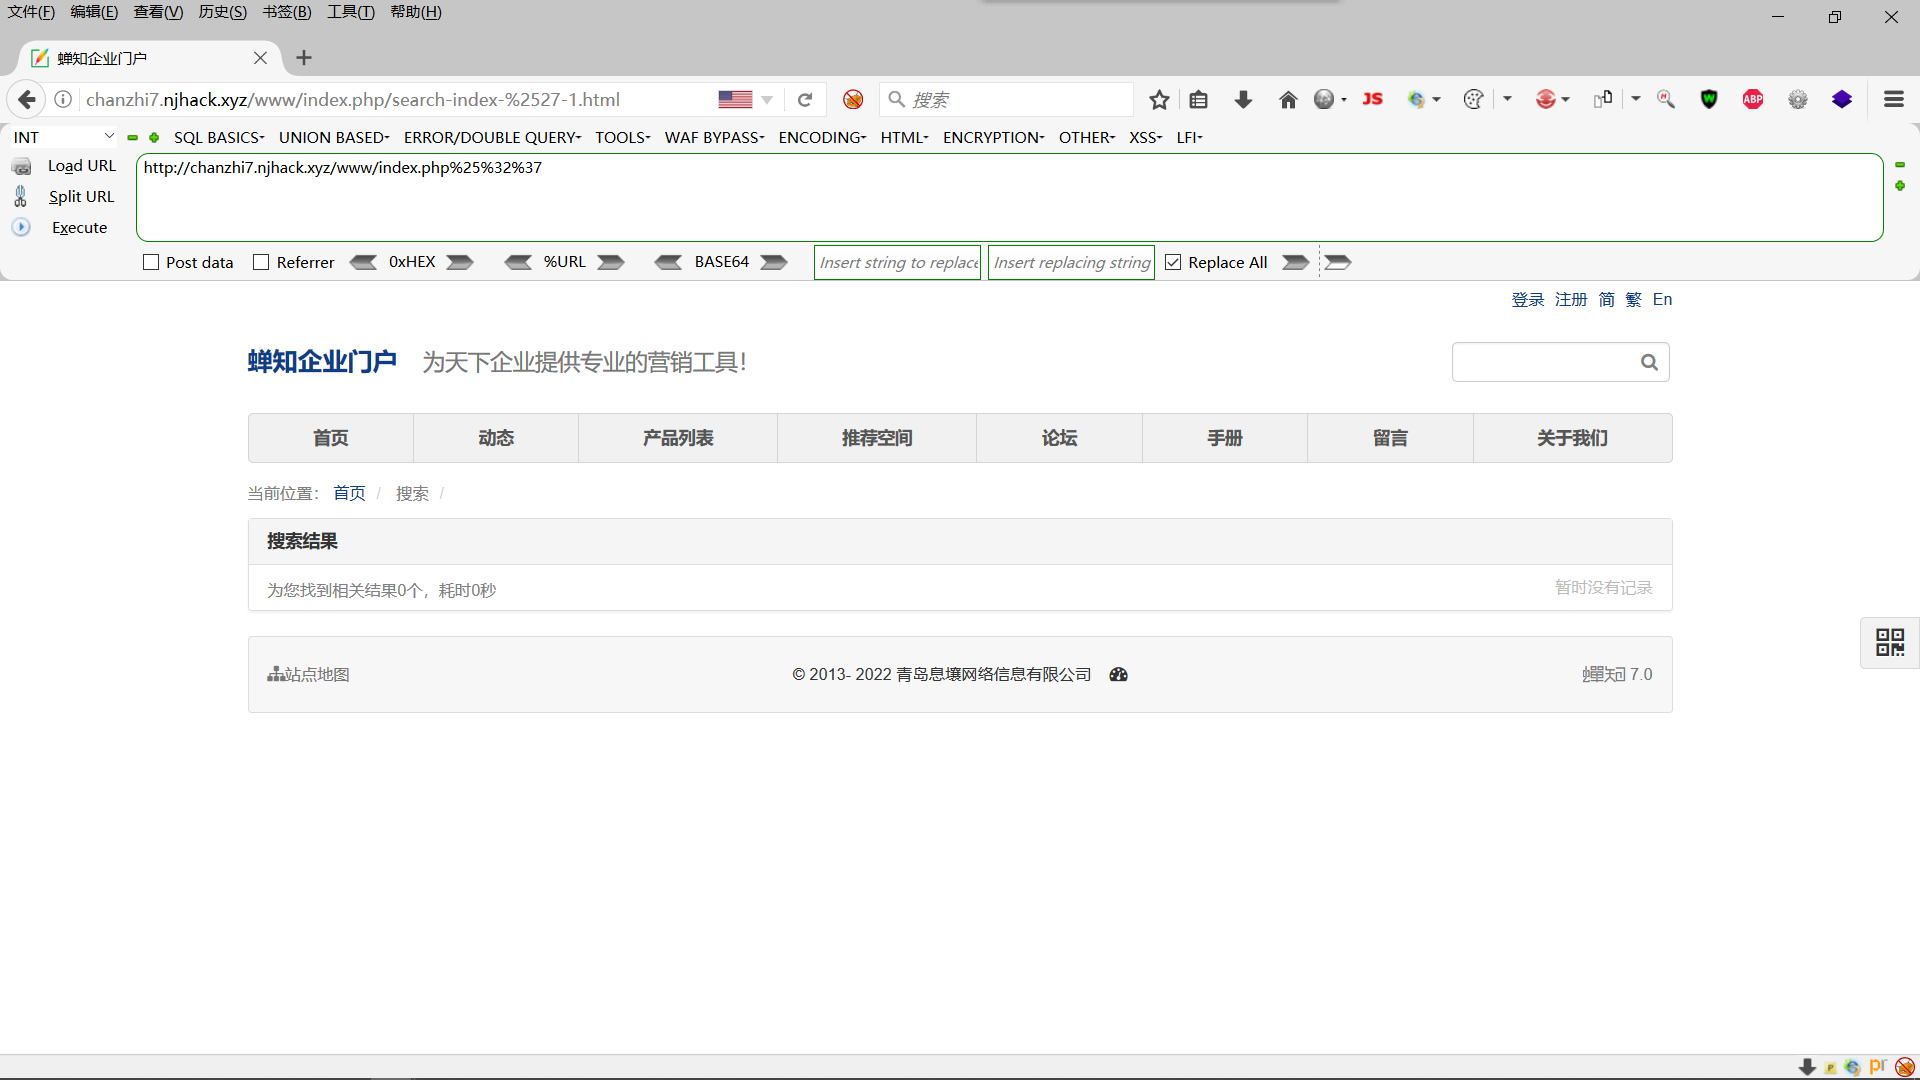 文件(F) 编辑(E) 查看(V) 历史(S) 书签(B) 工具(T) 帮助(H)
蝉知企业门户
chanzhi7.njhack.xyz/www/index.php/search-index-%2527-1.html
搜索
JS
ABP
INT
SQL BASICS UNION BASED ERROR/DOUBLE QUERY TOOLS WAF BYPASS ENCODING HTML ENCRYPTION OTHER XSS LFI
Load URL
http://chanzhi7.njhack.xyz/www/index.php%25%32%37
Split URL
Execute
Post data Referrer 0xHEX %URL BASE64 Insert string to replace Insert replacing string Replace All
登录 注册 简 繁 En
蝉知企业门户 为天下企业提供专业的营销工具！
首页 动态 产品列表 推荐空间 论坛 手册 留言 关于我们
当前位置： 首页 / 搜索 /
搜索结果
为您找到相关结果0个，耗时0秒
暂时没有记录
站点地图
© 2013- 2022 青岛息壤网络信息有限公司
蟬知 7.0
pr